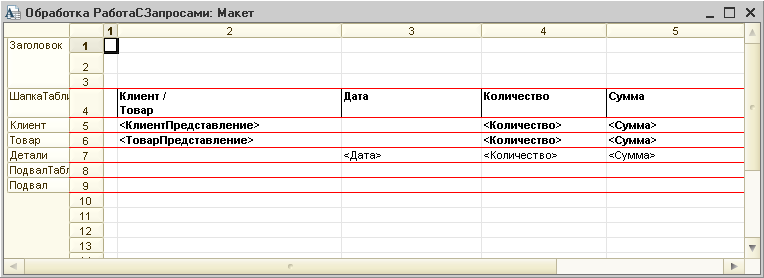 Обработка РаботаСЗапросами: Макет
1 2 3 4 5
Заголовок 1
2
3
ШапкаТабли 4 Клиент / Товар Дата Количество Сумма
Клиент 5 <КлиентПредставление> <Количество> <Сумма>
Товар 6 <ТоварПредставление> <Количество> <Сумма>
Детали 7 <Дата> <Количество> <Сумма>
ПодвалТабл 8
Подвал 9
10
11
12
13